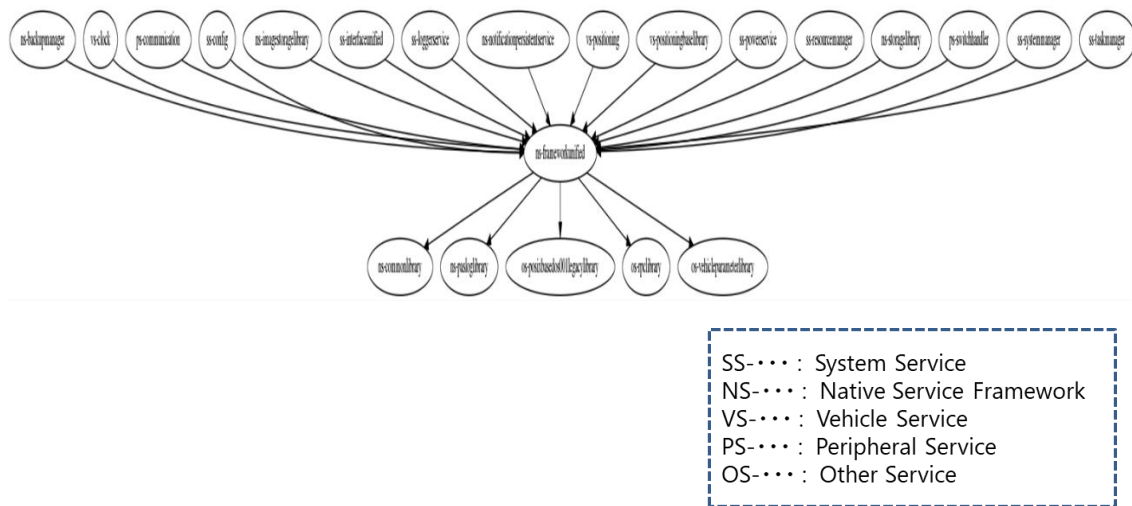 ns-backupmanager
vs-clock
ps-communication
ss-config
ns-imagestoragelibrary
ss-interfaceunified
ss-loggerservice
ns-notificationpersistentservice
vs-positioning
vs-positioningbaselibrary
ss-powerservice
ss-resourcemanager
ns-storagelibrary
ps-switchhandler
ss-systemmanager
ss-taskmanager
ns-frameworkunified
ns-commonlibrary
ns-pasloglibrary
os-posixbasedos001legacylibrary
os-rpclibrary
os-vehicleparameterlibrary
SS-・・・ : System Service
NS-・・・ : Native Service Framework
VS-・・・ : Vehicle Service
PS-・・・ : Peripheral Service
OS-・・・ : Other Service